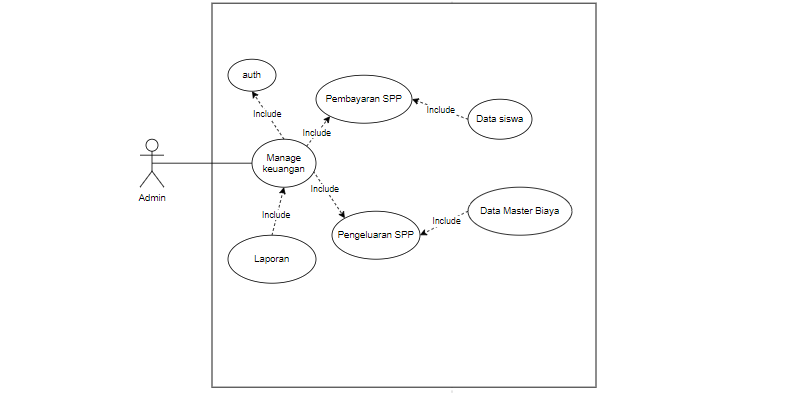 auth
Include
Pembayaran SPP
Include
Data siswa
Include
Manage
keuangan
Admin
Include
Include
Data Master Biaya
Include
Pengeluaran SPP
Laporan